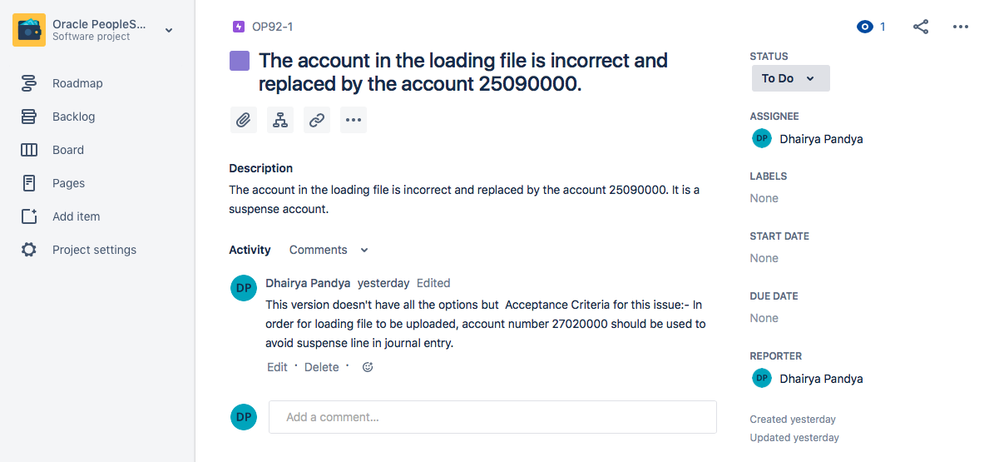 Oracle PeopleS...
Software project
Roadmap
Backlog
Board
Pages
Add item
Project settings
OP92-1
1
The account in the loading file is incorrect and
replaced by the account 25090000.
Description
The account in the loading file is incorrect and replaced by the account 25090000. It is a
suspense account.
Activity Comments
DP
Dhairya Pandya yesterday Edited
This version doesn't have all the options but  Acceptance Criteria for this issue:- In
order for loading file to be uploaded, account number 27020000 should be used to
avoid suspense line in journal entry.
Edit · Delete ·
DP
Add a comment...
STATUS
To Do
ASSIGNEE
DP Dhairya Pandya
LABELS
None
START DATE
None
DUE DATE
None
REPORTER
DP Dhairya Pandya
Created yesterday
Updated yesterday